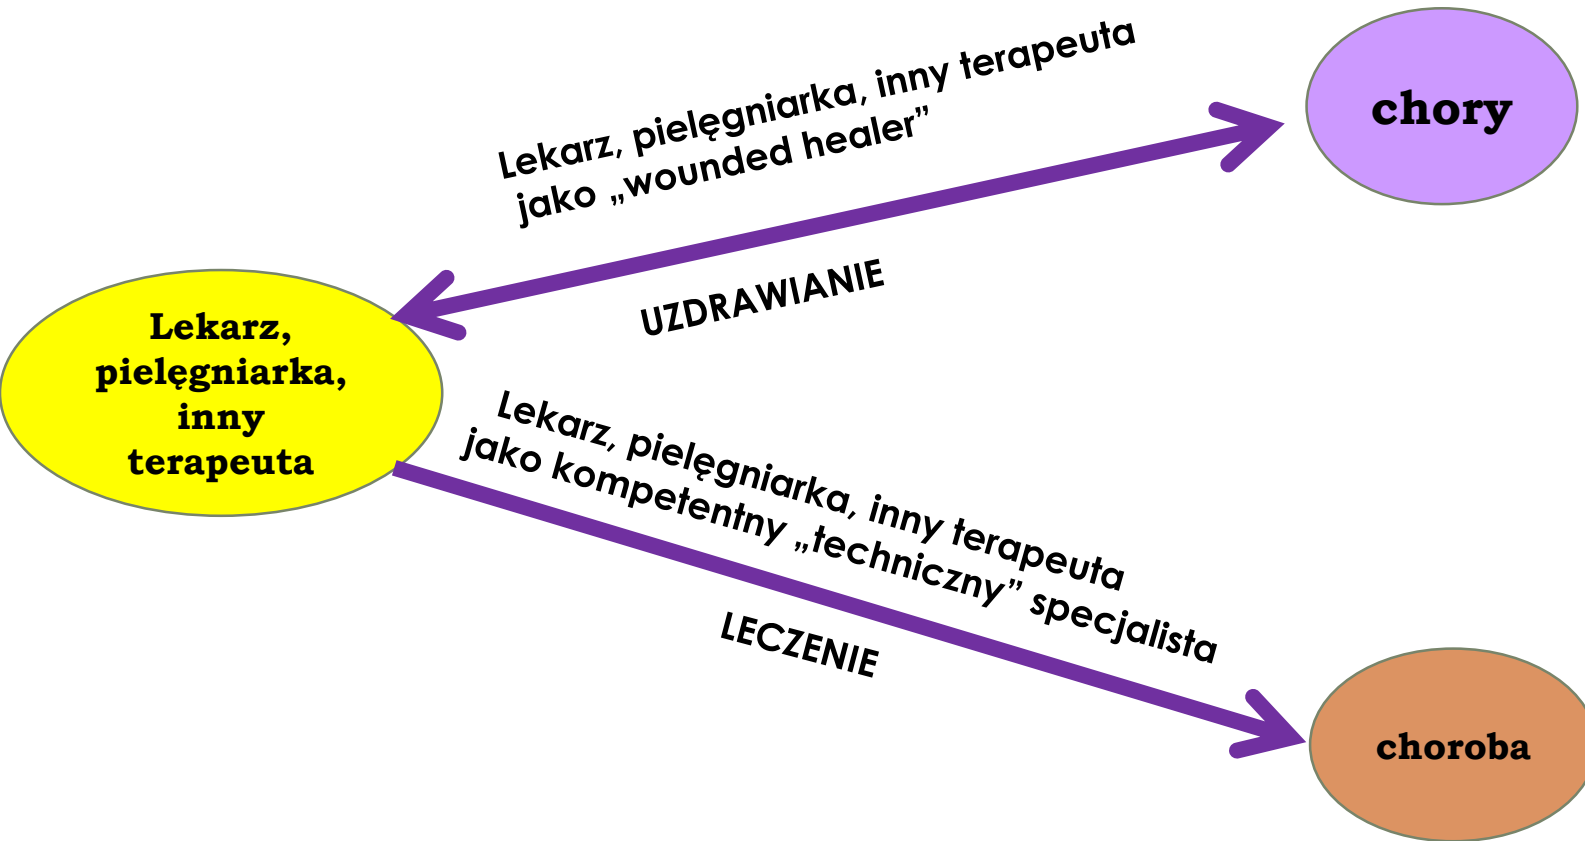 Lekarz, pielęgniarka, inny terapeuta
jako „wounded healer”
chory
UZDRAWIANIE
Lekarz,
pielęgniarka,
inny
terapeuta
Lekarz, pielęgniarka, inny terapeuta
jako kompetentny „techniczny” specjalista
LECZENIE
choroba